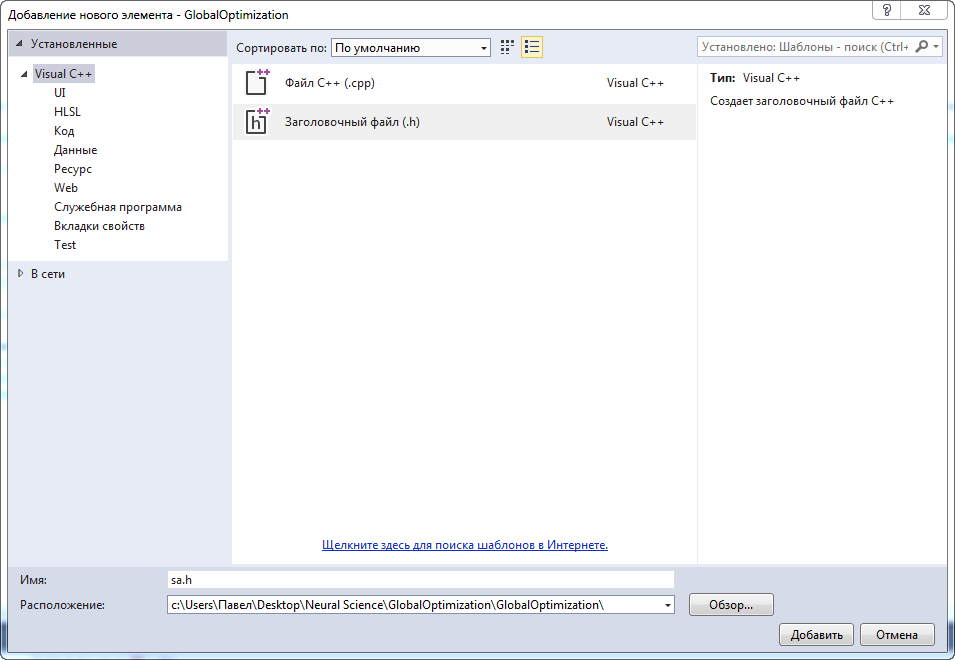 Добавление нового элемента - GlobalOptimization
?
Установленные
Сортировать по: По умолчанию
Установлено: Шаблоны - поиск (Ctrl+
Visual C++
UI
HLSL
Код
Данные
Ресурс
Web
Служебная программа
Вкладки свойств
Test
В сети
++ Файл C++ (.cpp) Visual C++
h++ Заголовочный файл (.h) Visual C++
Тип: Visual C++
Создает заголовочный файл C++
Щелкните здесь для поиска шаблонов в Интернете.
Имя: sa.h
Расположение: c:\Users\Павел\Desktop\Neural Science\GlobalOptimization\GlobalOptimization\ Обзор...
Добавить Отмена